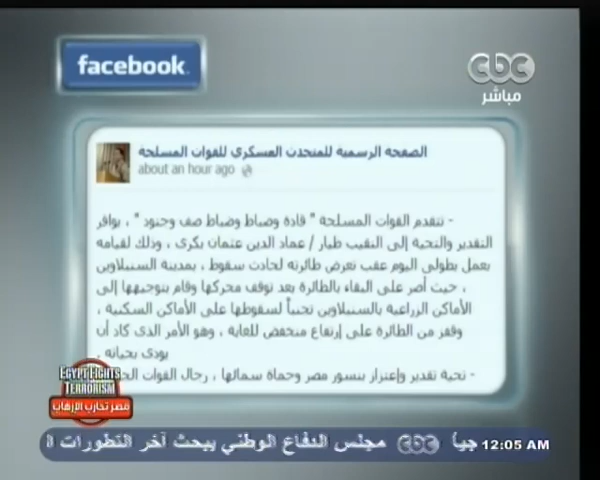 facebook
cbc
مباشر
الصفحة الرسمية للمتحدث العسكري للقوات المسلحة
about an hour ago
- تتقدم القوات المسلحة " قادة وضباط وضباط صف وجنود " ، بوافر
التقدير والتحية إلى النقيب طيار / عماد الدين عثمان بكرى ، وذلك لقيامه
بعمل بطولى اليوم عقب تعرض طائرته لحادث سقوط ، بمدينة السنبلاوين
، حيث أصر على البقاء بالطائرة بعد توقف محركها وقام بتوجيهها إلى
الأماكن الزراعية بالسنبلاوين تجنباً لسقوطها على الأماكن السكنية ،
وقفز من الطائرة على إرتفاع منخفض للغاية ، وهو الأمر الذى كاد أن
يودى بحياته .
- تحية تقدير وإعتزاز بنسور مصر وحماة سمائها ، رجال القوات
EGYPT FIGHTS
TERRORISM
مصر تحارب الإرهاب
12:05 AM
جياً cbc مجلس الدفاع الوطني يبحث آخر التطورات